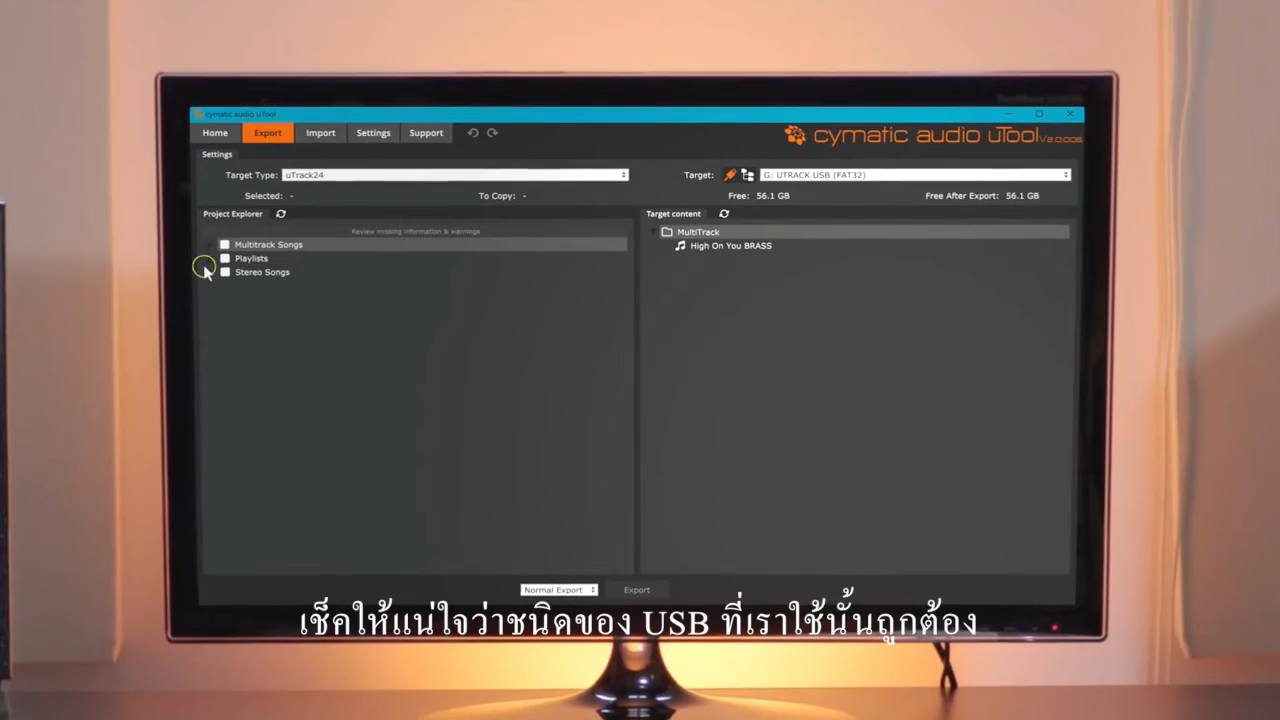 cymatic audio uTool
Home Export Import Settings Support
cymatic audio uTool V2.0.006
Settings
Target Type: uTrack24
Target: G: UTRACK USB (FAT32)
Selected: -
To Copy: -
Free: 56.1 GB
Free After Export: 56.1 GB
Project Explorer
Target content
Review missing information & warnings
Multitrack Songs
Playlists
Stereo Songs
MultiTrack
High On You BRASS
Normal Export
Export
เช็คให้แน่ใจว่าชนิดของ USB ที่เราใช้นั้นถูกต้อง